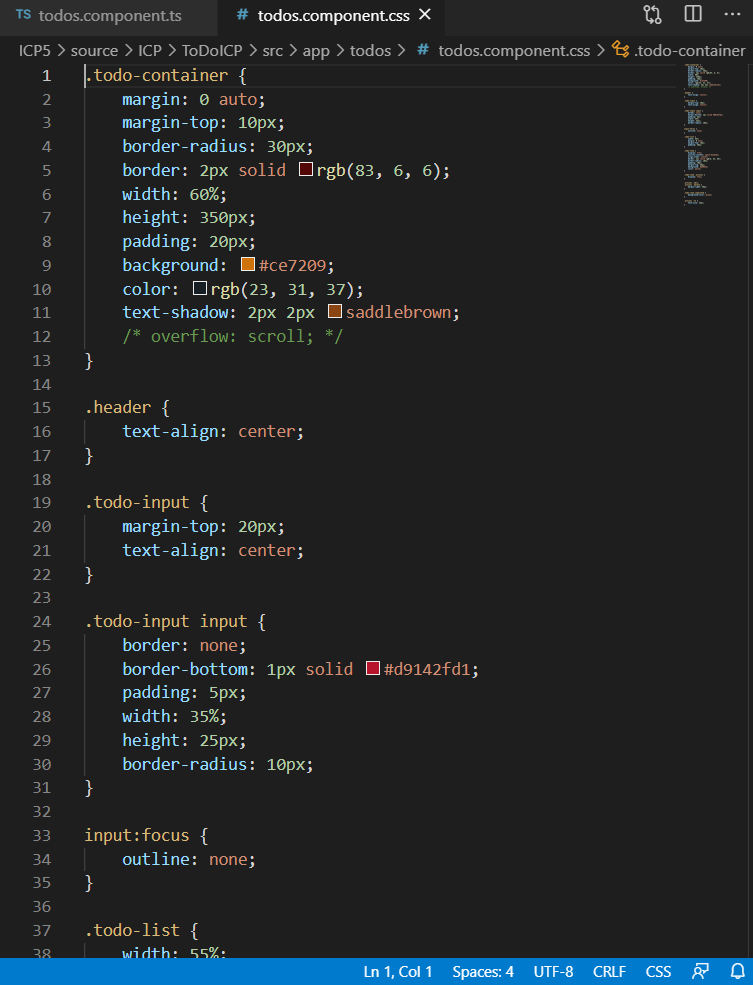 TS todos.component.ts # todos.component.css
ICP5 > source > ICP > ToDoICP > src > app > todos > # todos.component.css > .todo-container
1 .todo-container {
2     margin: 0 auto;
3     margin-top: 10px;
4     border-radius: 30px;
5     border: 2px solid rgb(83, 6, 6);
6     width: 60%;
7     height: 350px;
8     padding: 20px;
9     background: #ce7209;
10     color: rgb(23, 31, 37);
11     text-shadow: 2px 2px saddlebrown;
12     /* overflow: scroll; */
13 }
14
15 .header {
16     text-align: center;
17 }
18
19 .todo-input {
20     margin-top: 20px;
21     text-align: center;
22 }
23
24 .todo-input input {
25     border: none;
26     border-bottom: 1px solid #d9142fd1;
27     padding: 5px;
28     width: 35%;
29     height: 25px;
30     border-radius: 10px;
31 }
32
33 input:focus {
34     outline: none;
35 }
36
37 .todo-list {
38     width: 55%;
Ln 1, Col 1 Spaces: 4 UTF-8 CRLF CSS